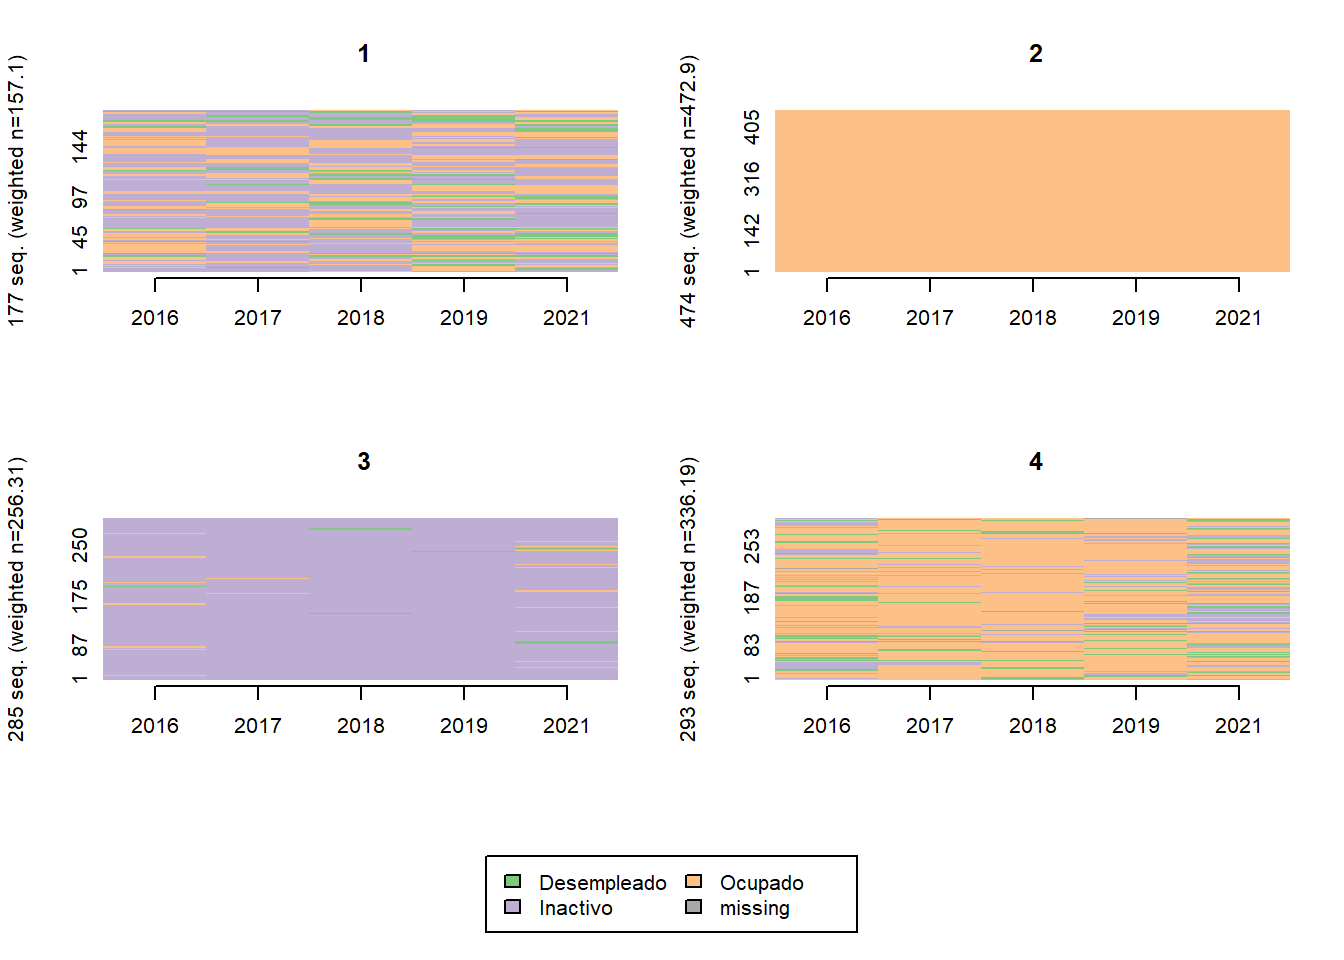 1
177 seq. (weighted n=157.1)
144
97
45
1
2016 2017 2018 2019 2021
2
474 seq. (weighted n=472.9)
405
316
142
1
2016 2017 2018 2019 2021
3
285 seq. (weighted n=256.31)
250
175
87
1
2016 2017 2018 2019 2021
4
293 seq. (weighted n=336.19)
253
187
83
1
2016 2017 2018 2019 2021
Desempleado Ocupado
Inactivo missing